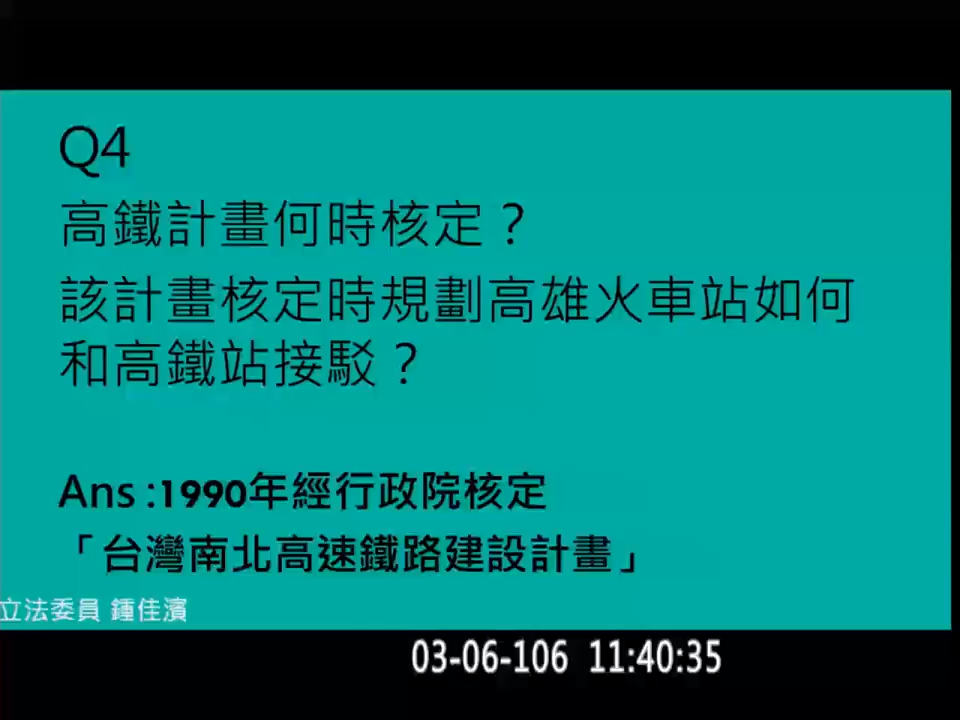 Q4
高鐵計畫何時核定？
該計畫核定時規劃高雄火車站如何
和高鐵站接駁？
Ans :1990年經行政院核定
「台灣南北高速鐵路建設計畫」
立法委員 鍾佳濱
03-06-106 11:40:35